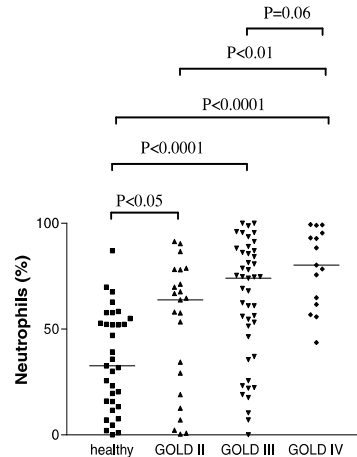 P=0.06
P<0.01
P<0.0001
P<0.0001
P<0.05
100
50
0
Neutrophils (%)
100
healthy GOLD II GOLD III GOLD IV